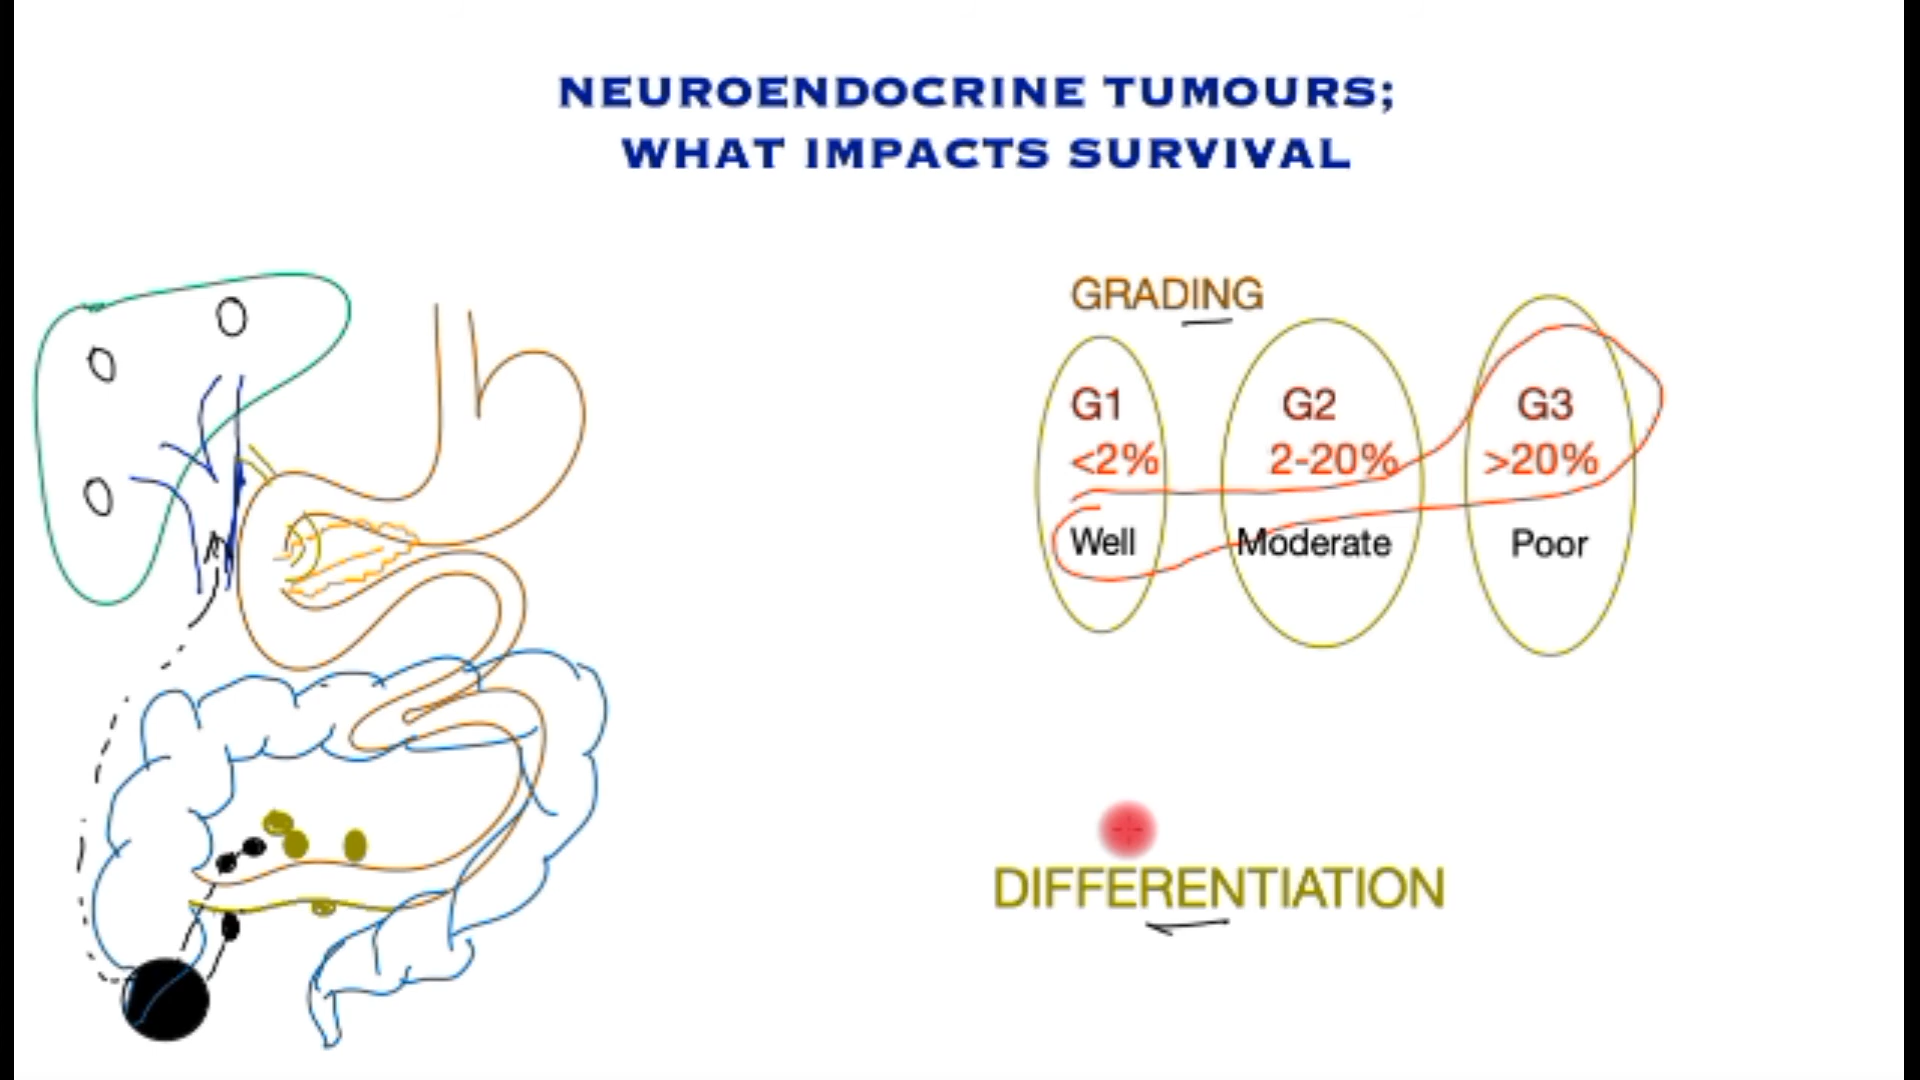 NEUROENDOCRINE TUMOURS;
WHAT IMPACTS SURVIVAL
GRADING
G1 G2 G3
<2% 2-20% >20%
Well Moderate Poor
DIFFERENTIATION